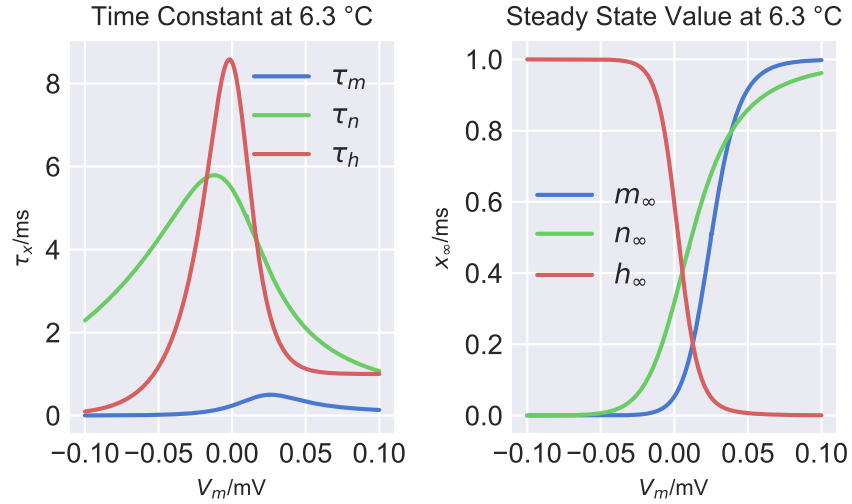 Time Constant at 6.3 °C
τₘ
τₙ
τₕ
8
6
4
2
0
τₓ/ms
−0.10 −0.05 0.00 0.05 0.10
Vₘ/mV
Steady State Value at 6.3 °C
m∞
n∞
h∞
1.0
0.8
0.6
0.4
0.2
0.0
x∞/ms
−0.10 −0.05 0.00 0.05 0.10
Vₘ/mV